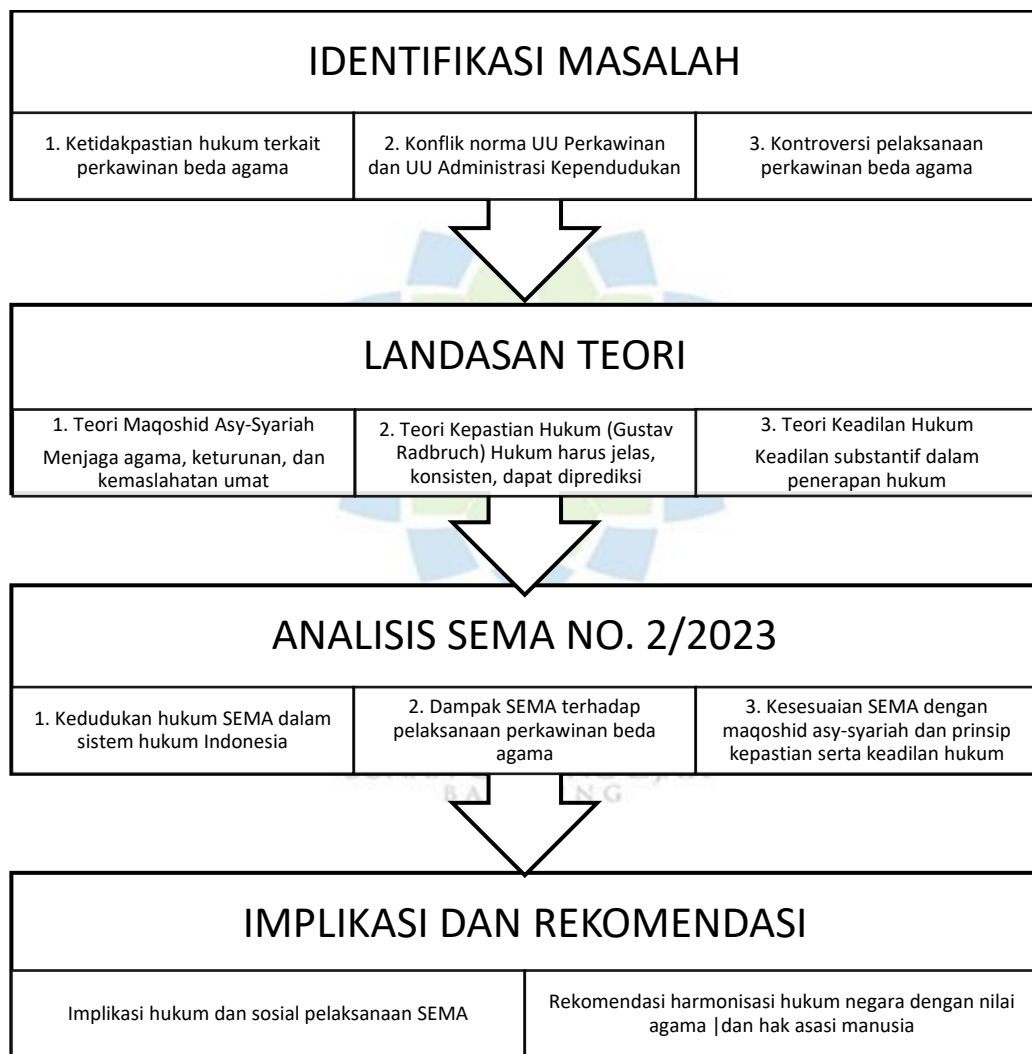 IDENTIFIKASI MASALAH
1. Ketidakpastian hukum terkait
perkawinan beda agama
2. Konflik norma UU Perkawinan
dan UU Administrasi Kependudukan
3. Kontroversi pelaksanaan
perkawinan beda agama
LANDASAN TEORI
1. Teori Maqoshid Asy-Syariah
Menjaga agama, keturunan, dan
kemaslahatan umat
2. Teori Kepastian Hukum (Gustav
Radbruch) Hukum harus jelas,
konsisten, dapat diprediksi
3. Teori Keadilan Hukum
Keadilan substantif dalam
penerapan hukum
ANALISIS SEMA NO. 2/2023
1. Kedudukan hukum SEMA dalam
sistem hukum Indonesia
2. Dampak SEMA terhadap
pelaksanaan perkawinan beda
agama
3. Kesesuaian SEMA dengan
maqoshid asy-syariah dan prinsip
kepastian serta keadilan hukum
IMPLIKASI DAN REKOMENDASI
Implikasi hukum dan sosial pelaksanaan SEMA
Rekomendasi harmonisasi hukum negara dengan nilai
agama |dan hak asasi manusia